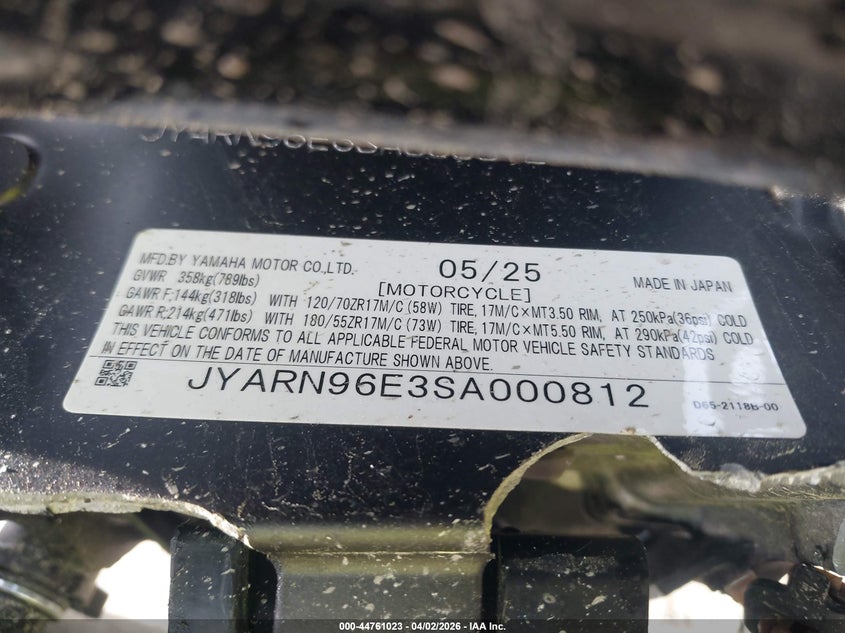 MFD.BY YAMAHA MOTOR CO.,LTD. 05/25
GVWR 358kg(789lbs) [MOTORCYCLE] MADE IN JAPAN
GAWR F;144kg(318lbs) WITH 120/70ZR17M/C (58W) TIRE, 17M/C×MT3.50 RIM, AT 250kPa(36psi) COLD
GAWR R;214kg(471lbs) WITH 180/55ZR17M/C (73W) TIRE, 17M/C×MT5.50 RIM, AT 290kPa(42psi) COLD
THIS VEHICLE CONFORMS TO ALL APPLICABLE FEDERAL MOTOR VEHICLE SAFETY STANDARDS
IN EFFECT ON THE DATE OF MANUFACTURE SHOWN ABOVE.
JYARN96E3SA000812
D65-2118B-00
000-44761023 | 04/02/2026 - IAA Inc.